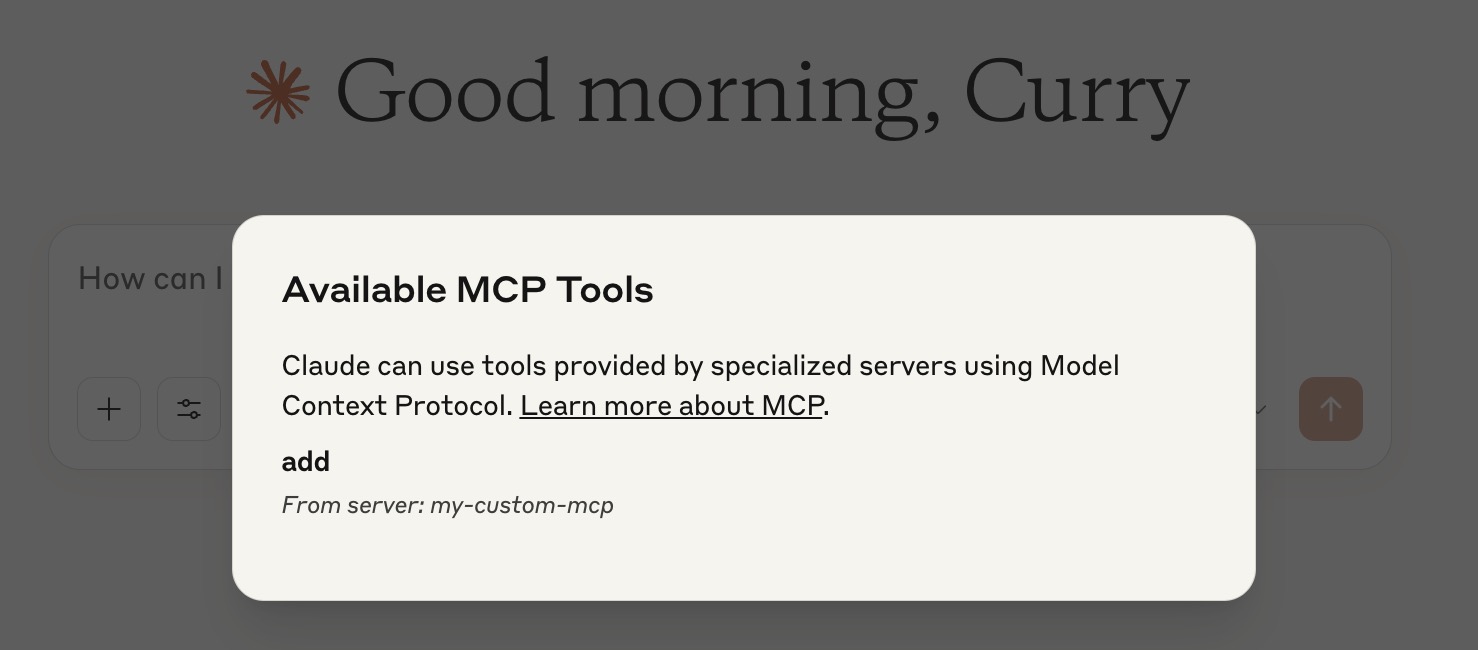 Good morning, Curry
How can I
Available MCP Tools
Claude can use tools provided by specialized servers using Model
Context Protocol. Learn more about MCP.
add
From server: my-custom-mcp